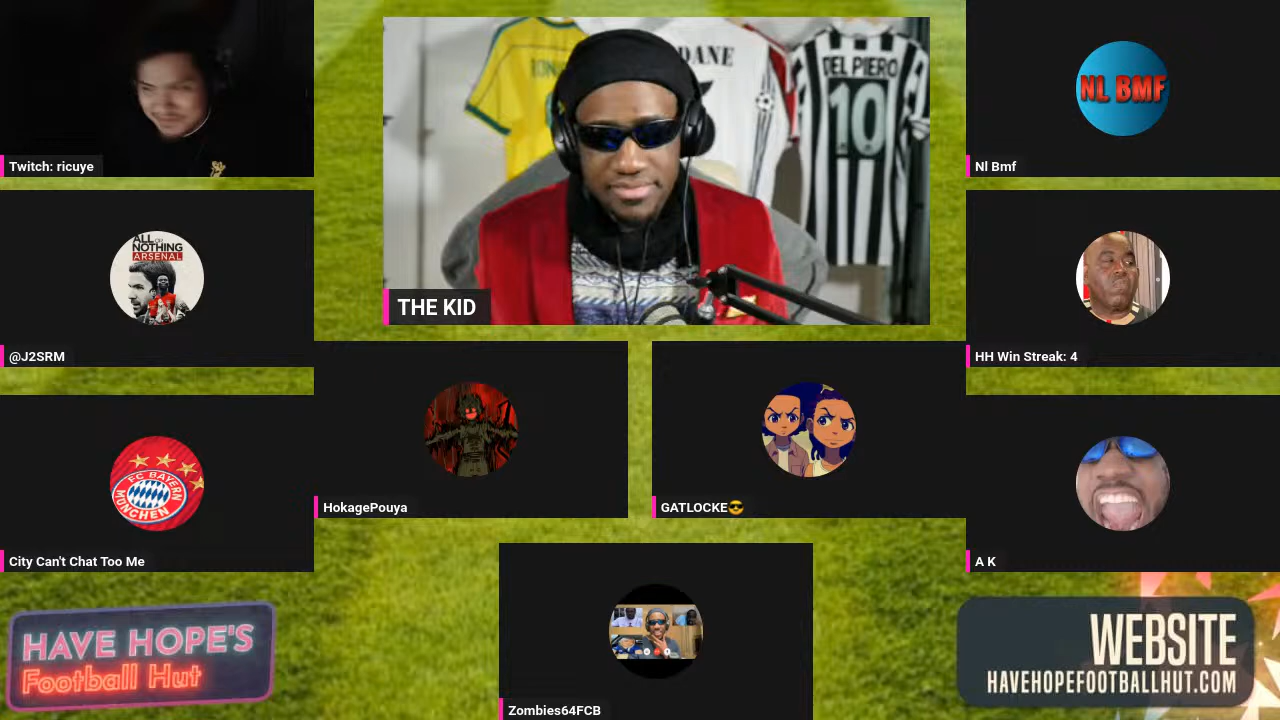 Twitch: ricuye
THE KID
DANE
DEL PIERO
10
NL BMF
Nl Bmf
ALL OR
NOTHING
ARSENAL
@J2SRM
HH Win Streak: 4
FC BAYERN
MÜNCHEN
City Can't Chat Too Me
HokagePouya
GATLOCKE😎
A K
Zombies64FCB
HAVE HOPE'S
Football Hut
WEBSITE
HAVEHOPEFOOTBALLHUT.COM